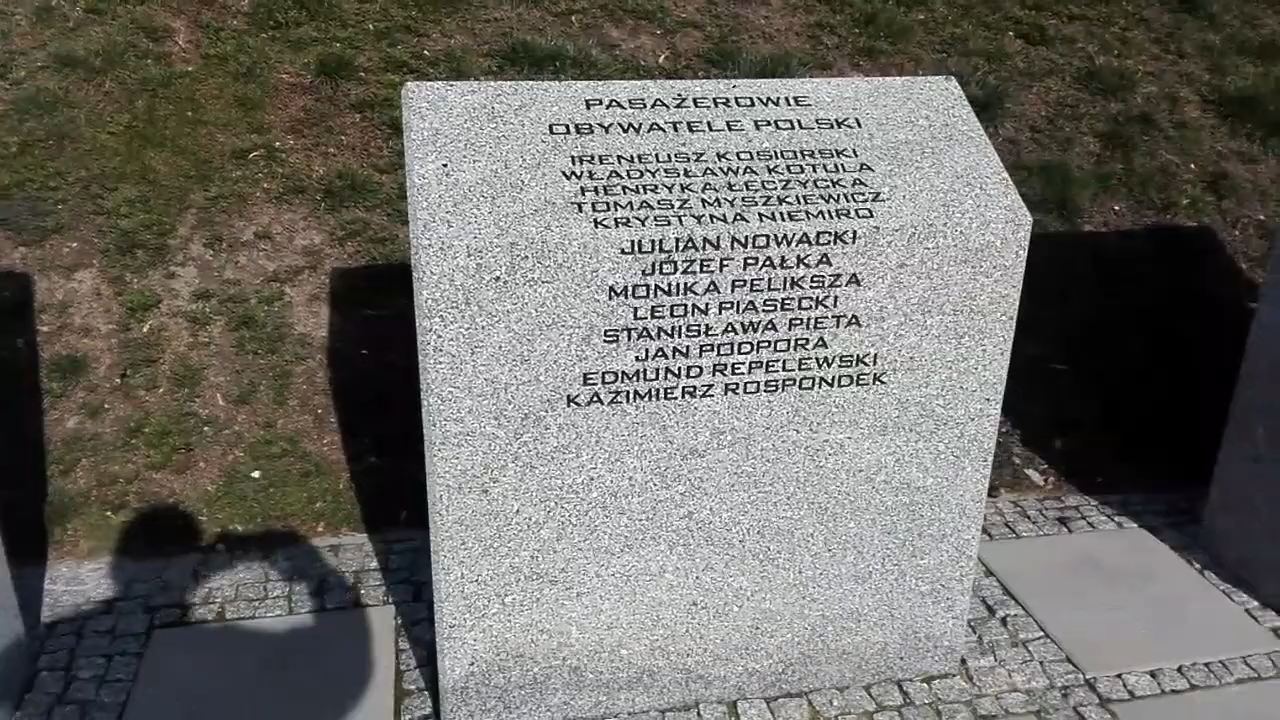 PASAŻEROWIE
OBYWATELE POLSKI
IRENEUSZ KOSIORSKI
WŁADYSŁAWA KOTULA
HENRYKA ŁĘCZYCKA
TOMASZ MYSZKIEWICZ
KRYSTYNA NIEMIRO
JULIAN NOWACKI
JÓZEF PAŁKA
MONIKA PELIKSZA
LEON PIASECKI
STANISŁAWA PIETA
JAN PODPORA
EDMUND REPELEWSKI
KAZIMIERZ ROSPONDEK